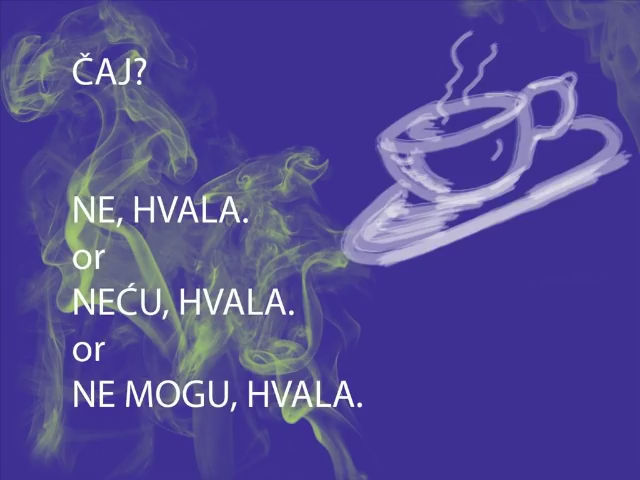 ČAJ?
NE, HVALA.
or
NEĆU, HVALA.
or
NE MOGU, HVALA.